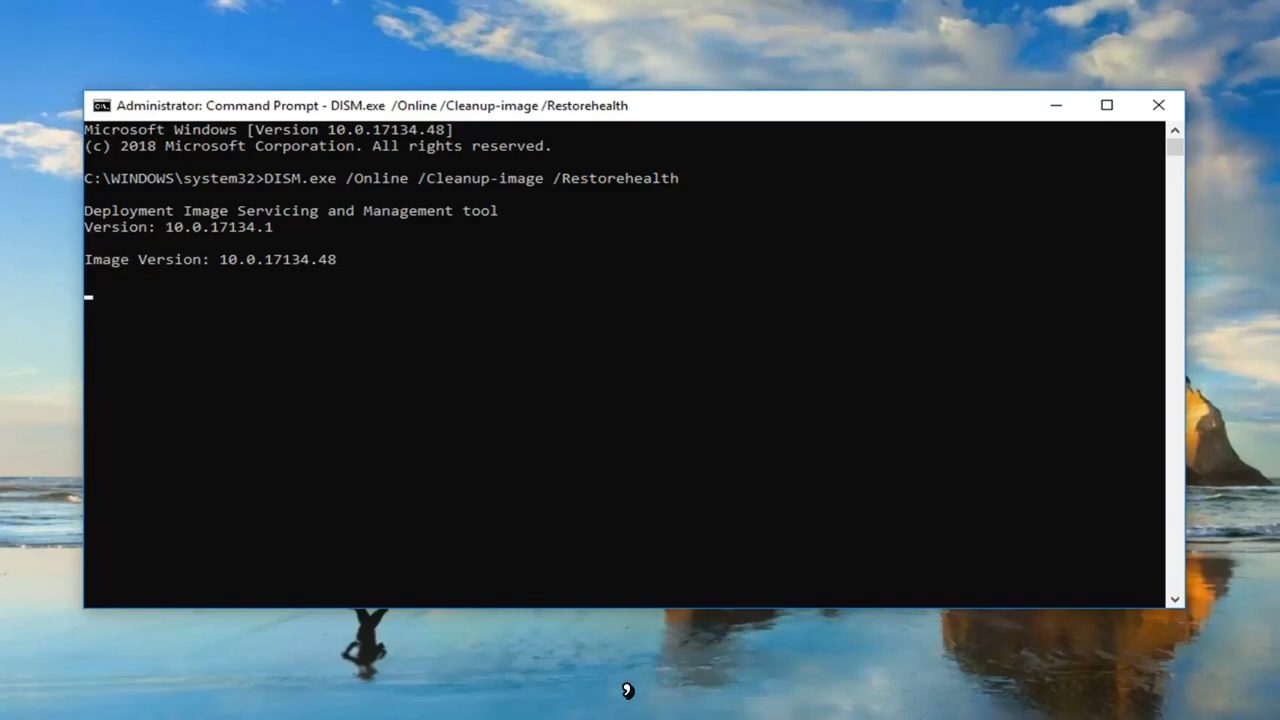 Administrator: Command Prompt - DISM.exe /Online /Cleanup-image /Restorehealth
Microsoft Windows [Version 10.0.17134.48]
(c) 2018 Microsoft Corporation. All rights reserved.
C:\WINDOWS\system32>DISM.exe /Online /Cleanup-image /Restorehealth
Deployment Image Servicing and Management tool
Version: 10.0.17134.1
Image Version: 10.0.17134.48
,